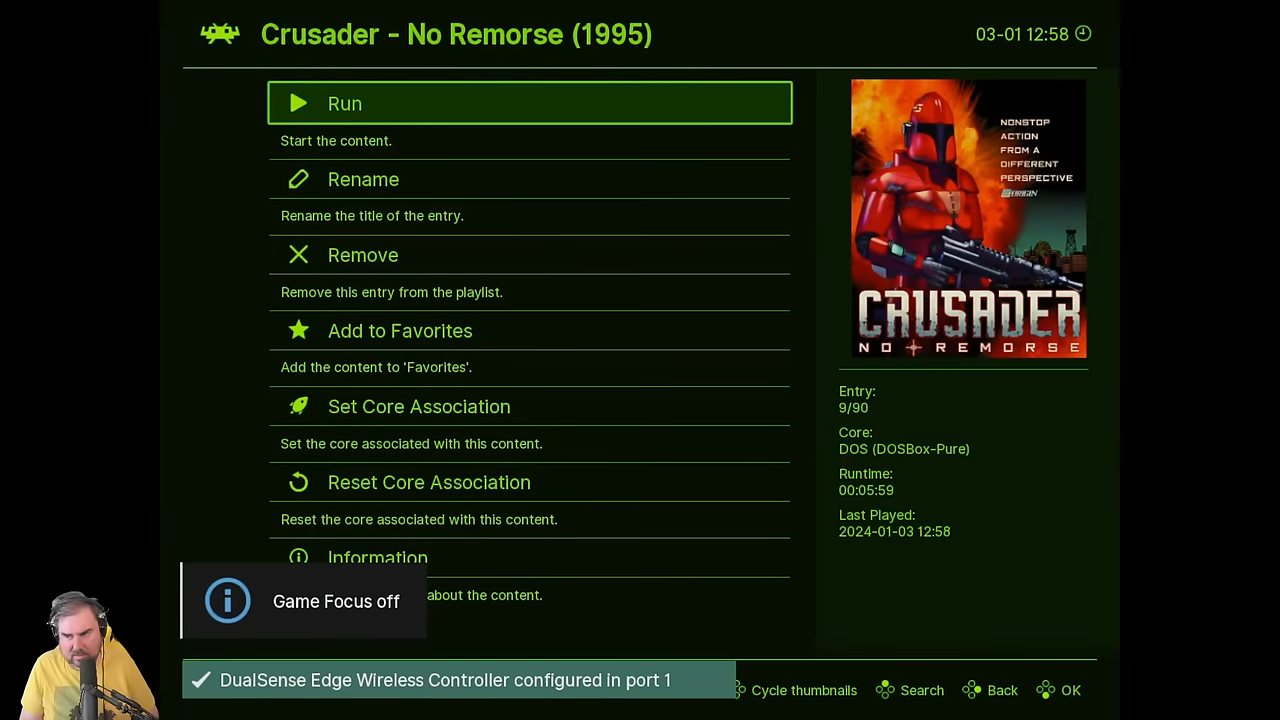 Crusader - No Remorse (1995)
03-01 12:58
Run
Start the content.
Rename
Rename the title of the entry.
Remove
Remove this entry from the playlist.
Add to Favorites
Add the content to 'Favorites'.
Set Core Association
Set the core associated with this content.
Reset Core Association
Reset the core associated with this content.
Information
about the content.
NONSTOP
ACTION
FROM A
DIFFERENT
PERSPECTIVE
ORIGIN
CRUSADER
NO REMORSE
Entry:
9/90
Core:
DOS (DOSBox-Pure)
Runtime:
00:05:59
Last Played:
2024-01-03 12:58
Game Focus off
DualSense Edge Wireless Controller configured in port 1
Cycle thumbnails Search Back OK